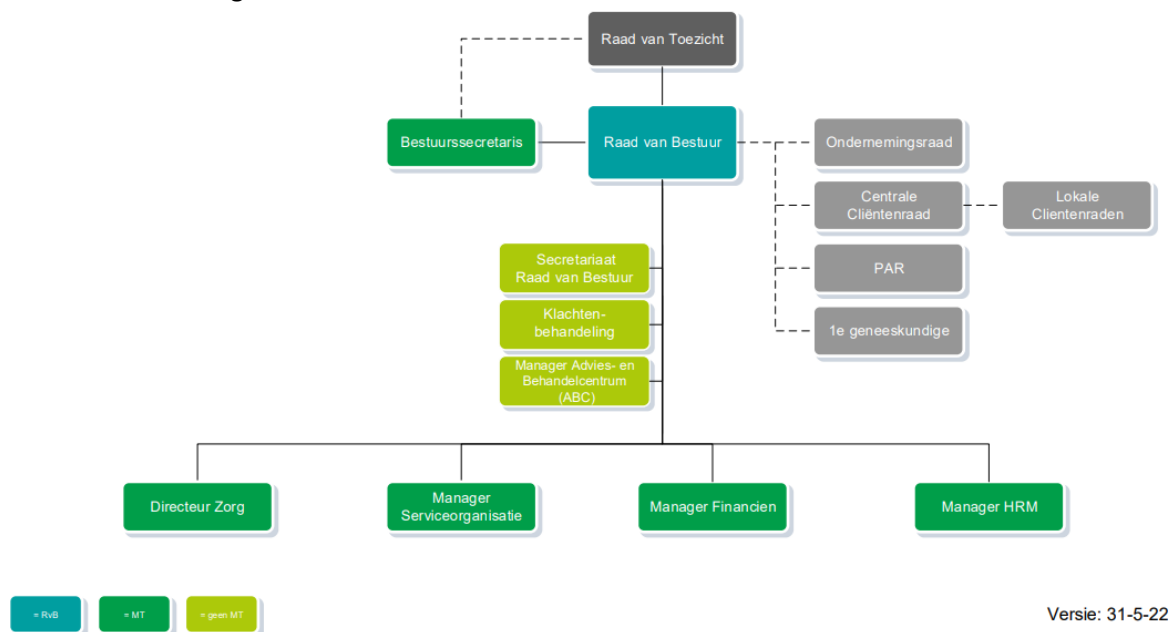 Raad van Toezicht
Bestuurssecretaris
Raad van Bestuur
Ondernemingsraad
Centrale
Cliëntenraad
Lokale
Clientenraden
Secretariaat
Raad van Bestuur
PAR
Klachten-
behandeling
1e geneeskundige
Manager Advies- en
Behandelcentrum
(ABC)
Directeur Zorg
Manager
Serviceorganisatie
Manager Financien
Manager HRM
= RvB
= MT
= geen MT
Versie: 31-5-22